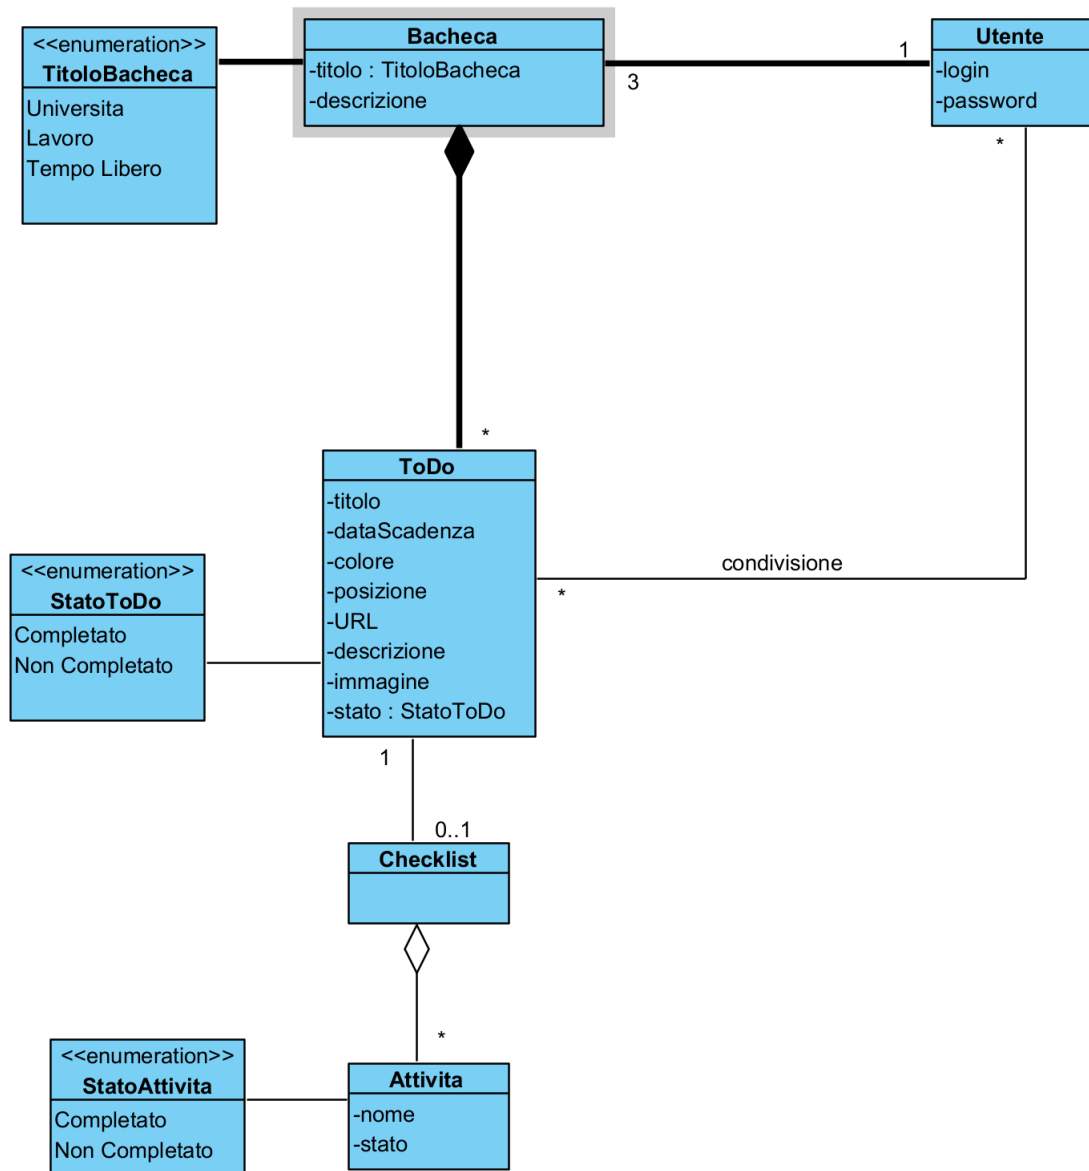 <<enumeration>>
TitoloBacheca
Universita
Lavoro
Tempo Libero
Bacheca
-titolo : TitoloBacheca
-descrizione
3
1
Utente
-login
-password
*
*
ToDo
-titolo
-dataScadenza
-colore
-posizione
-URL
-descrizione
-immagine
-stato : StatoToDo
condivisione
*
<<enumeration>>
StatoToDo
Completato
Non Completato
1
0..1
Checklist
*
<<enumeration>>
StatoAttivita
Completato
Non Completato
Attivita
-nome
-stato